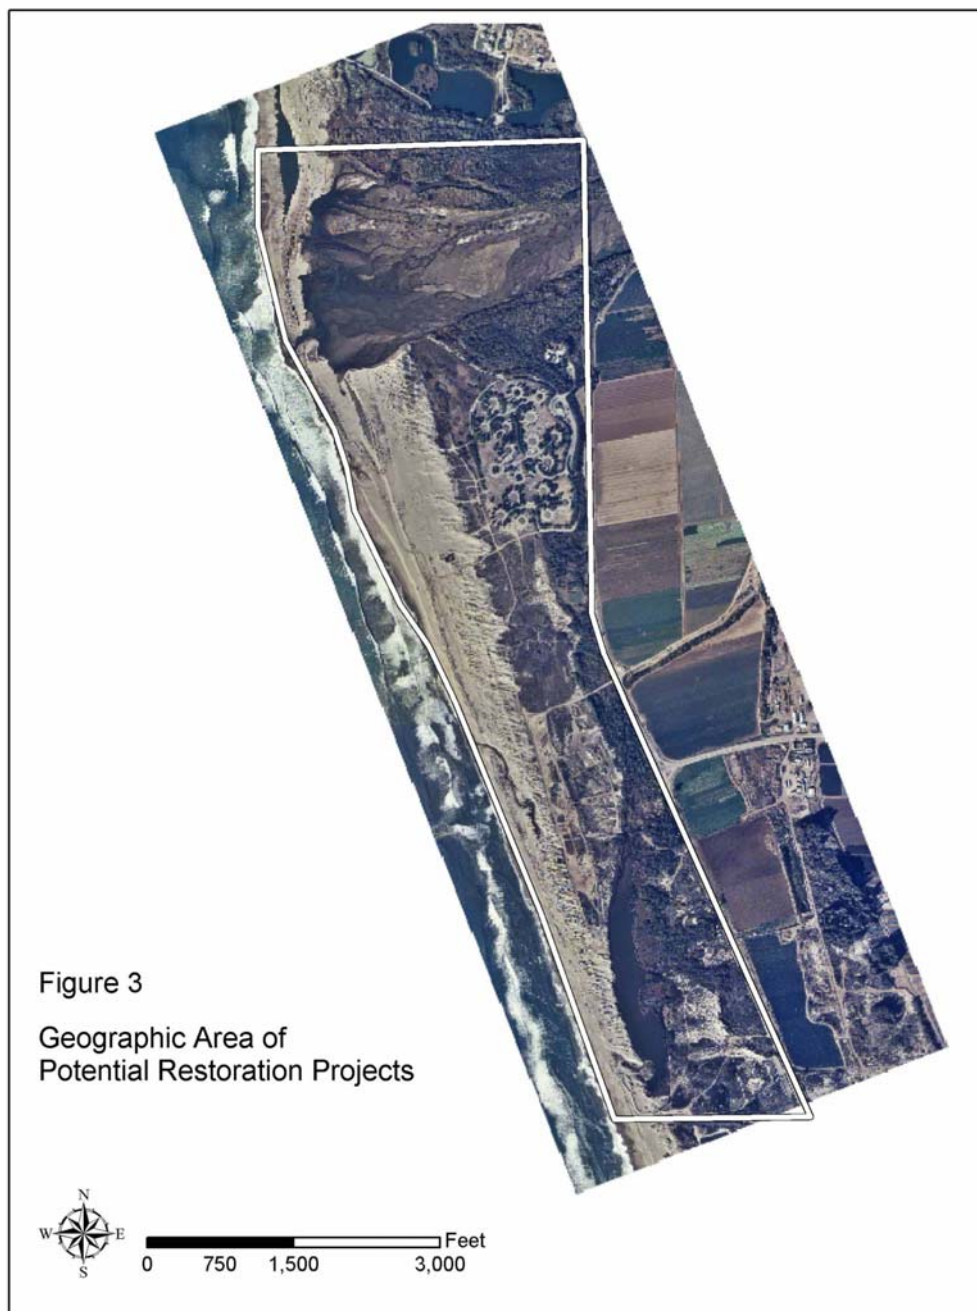 Figure 3
Geographic Area of
Potential Restoration Projects
N
W E
S
Feet
0 750 1,500 3,000